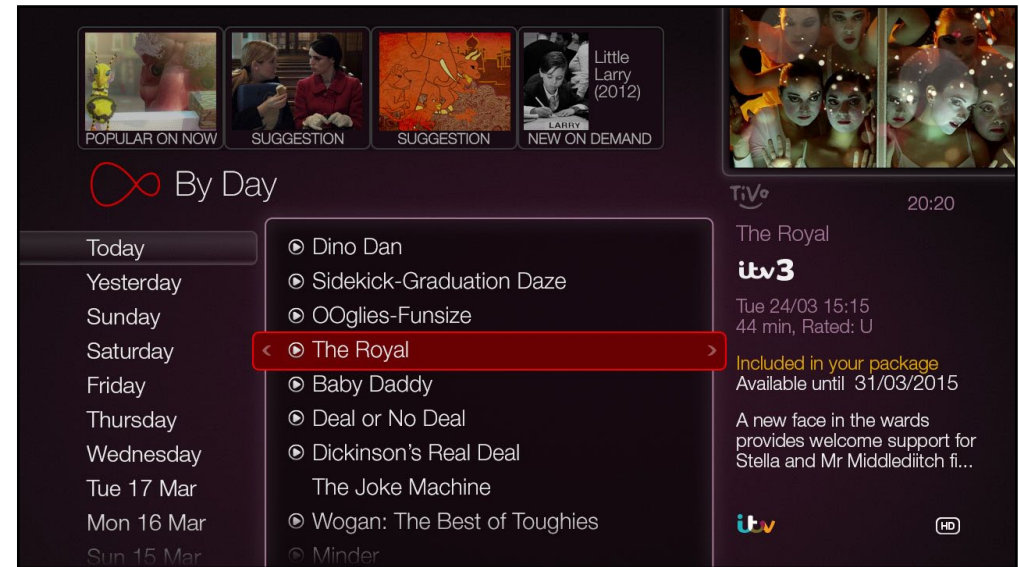 Little
Larry
(2012)
LARRY
POPULAR ON NOW
SUGGESTION
SUGGESTION
NEW ON DEMAND
By Day
TiVo
20:20
Today
Yesterday
Sunday
Saturday
Friday
Thursday
Wednesday
Tue 17 Mar
Mon 16 Mar
Sun 15 Mar
Dino Dan
Sidekick-Graduation Daze
OOglies-Funsize
The Royal
Baby Daddy
Deal or No Deal
Dickinson's Real Deal
The Joke Machine
Wogan: The Best of Toughies
Minder
The Royal
itv3
Tue 24/03 15:15
44 min, Rated: U
Included in your package
Available until 31/03/2015
A new face in the wards
provides welcome support for
Stella and Mr Middlediitch fi...
itv
HD